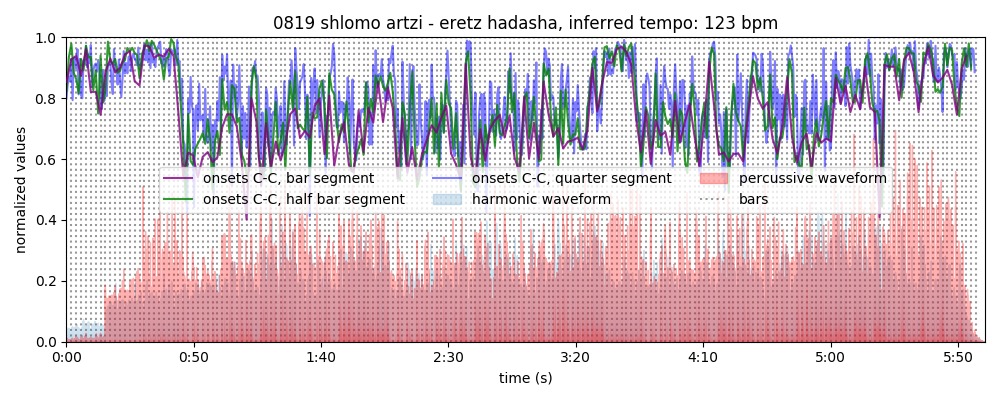 0819 shlomo artzi - eretz hadasha, inferred tempo: 123 bpm
normalized values
1.0
0.8
0.6
0.4
0.2
0.0
onsets C-C, bar segment
onsets C-C, half bar segment
onsets C-C, quarter segment
harmonic waveform
percussive waveform
bars
0:00 0:50 1:40 2:30 3:20 4:10 5:00 5:50
time (s)